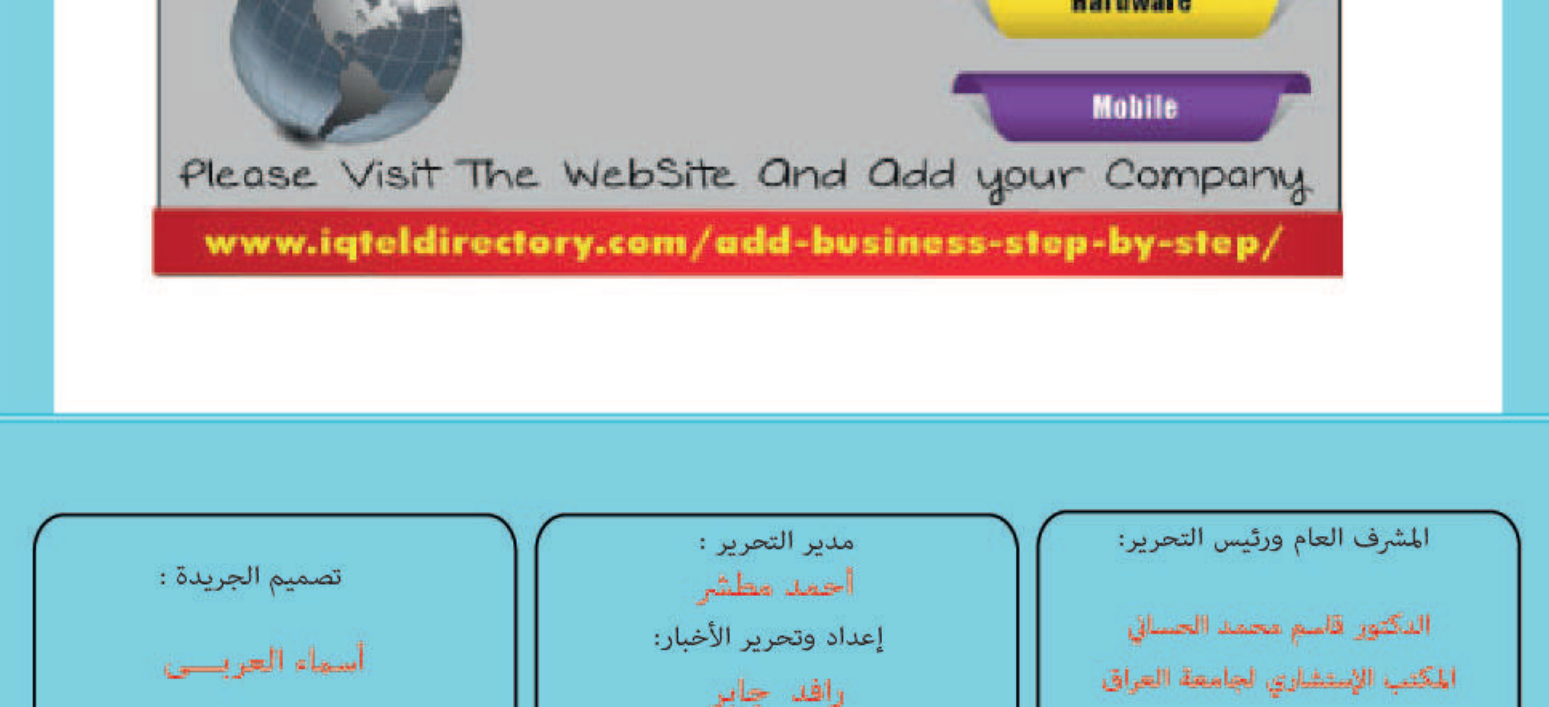 Hardware
Mobile
Please Visit The WebSite And Add your Company
www.iqteldirectory.com/add-business-step-by-step/
المشرف العام ورئيس التحرير:
الدكتور قاسم محمد الحساني
المكتب الإستشاري لجامعة العراق
مدير التحرير :
أحمد مطشر
إعداد وتحرير الأخبار:
رافد جابر
تصميم الجريدة :
أسماء العربـــي